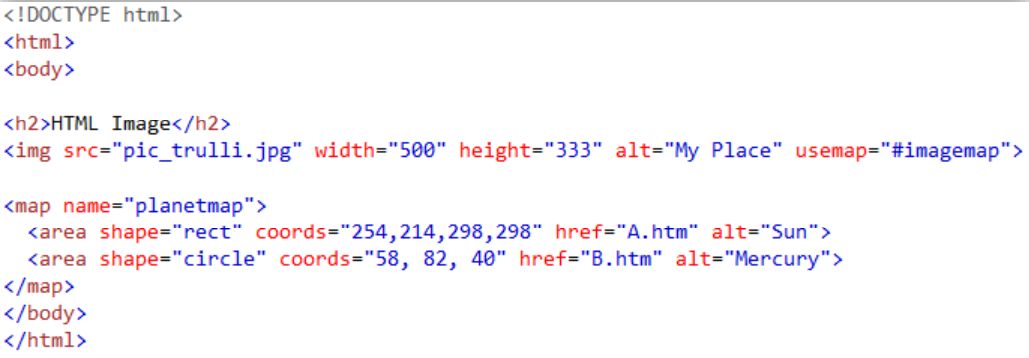 <!DOCTYPE html>
<html>
<body>
<h2>HTML Image</h2>
<img src="pic_trulli.jpg" width="500" height="333" alt="My Place" usemap="#imagemap">
<map name="planetmap">
<area shape="rect" coords="254,214,298,298" href="A.htm" alt="Sun">
<area shape="circle" coords="58, 82, 40" href="B.htm" alt="Mercury">
</map>
</body>
</html>